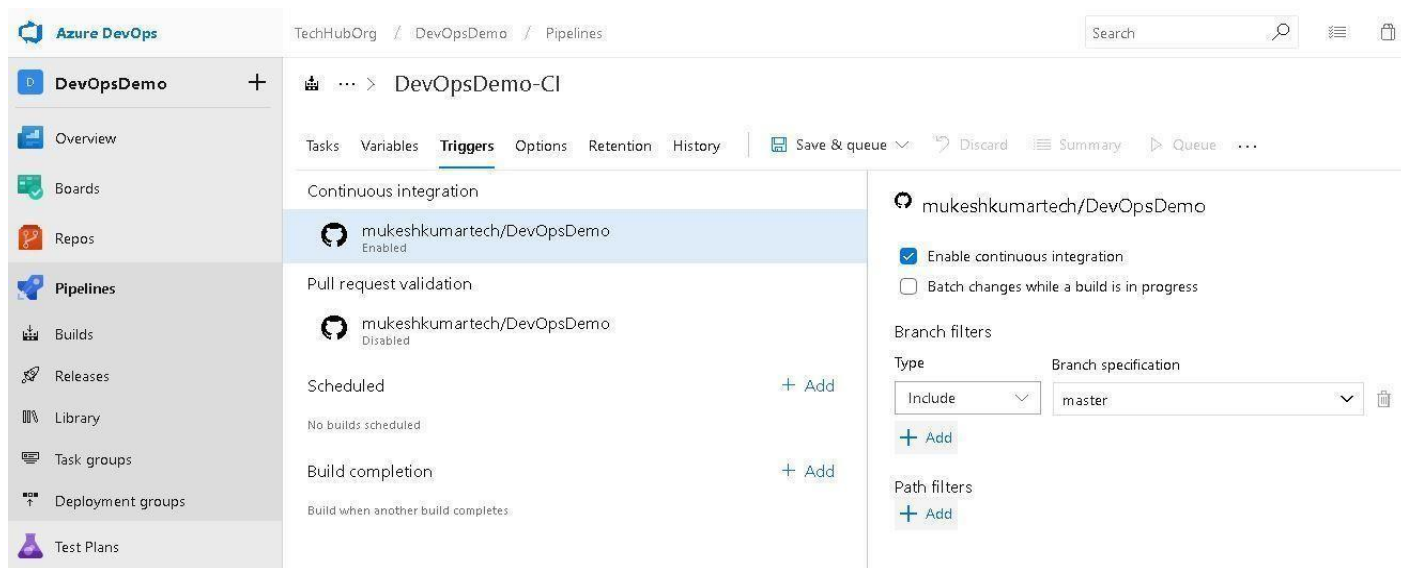 Azure DevOps
TechHubOrg / DevOpsDemo / Pipelines
Search
D DevOpsDemo +
Overview
Boards
Repos
Pipelines
Builds
Releases
Library
Task groups
Deployment groups
Test Plans
... > DevOpsDemo-CI
Tasks Variables Triggers Options Retention History Save & queue Discard Summary Queue ...
Continuous integration
mukeshkumartech/DevOpsDemo
Enabled
Pull request validation
mukeshkumartech/DevOpsDemo
Disabled
Scheduled + Add
No builds scheduled
Build completion + Add
Build when another build completes
mukeshkumartech/DevOpsDemo
Enable continuous integration
Batch changes while a build is in progress
Branch filters
Type Branch specification
Include master
+ Add
Path filters
+ Add